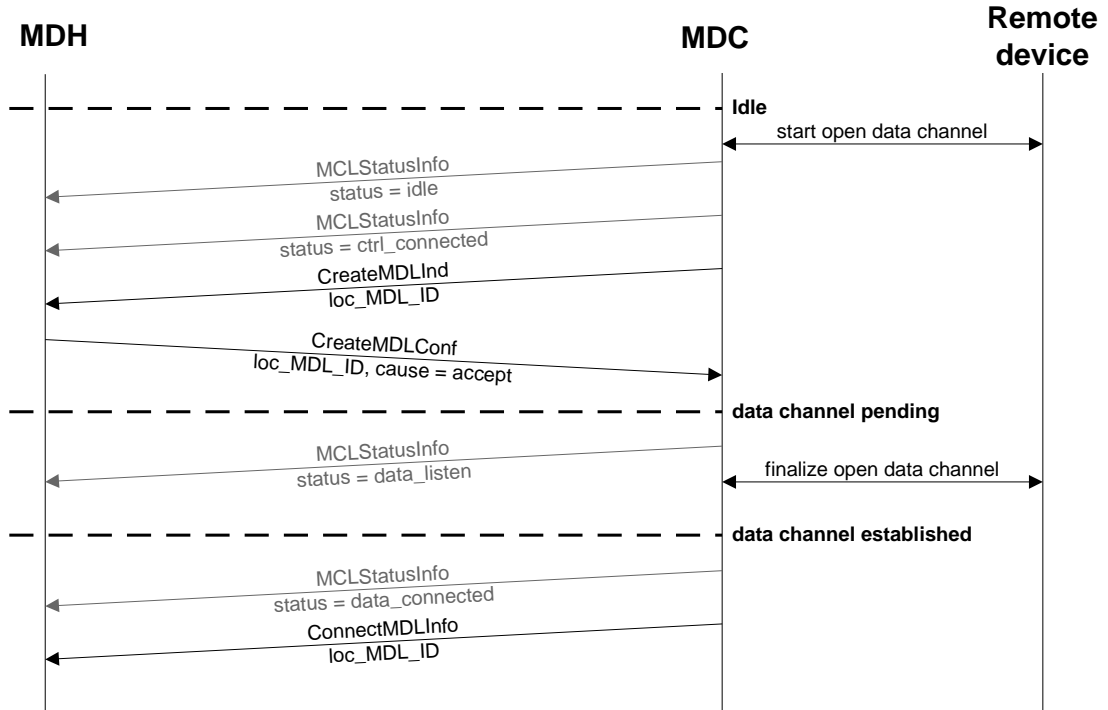 MDH
MDC
Remote
device
Idle
start open data channel
MCLStatusInfo
status = idle
MCLStatusInfo
status = ctrl_connected
CreateMDLInd
loc_MDL_ID
CreateMDLConf
loc_MDL_ID, cause = accept
data channel pending
MCLStatusInfo
status = data_listen
finalize open data channel
data channel established
MCLStatusInfo
status = data_connected
ConnectMDLInfo
loc_MDL_ID